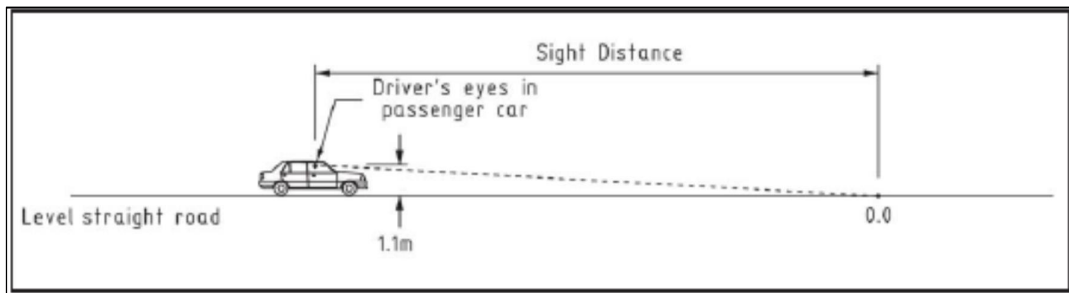 Sight Distance
Driver's eyes in
passenger car
Level straight road
0.0
1.1m